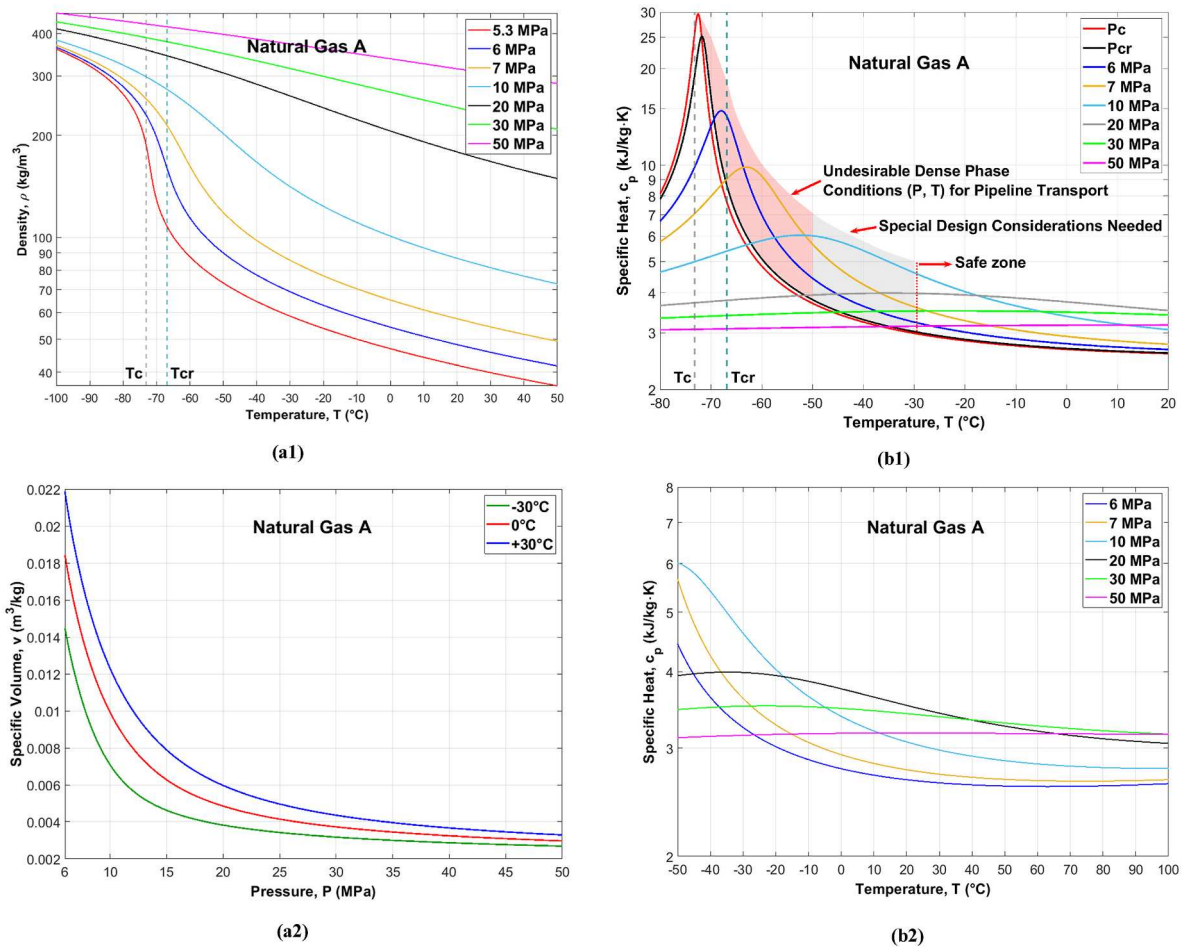 Natural Gas A
5.3 MPa
6 MPa
7 MPa
10 MPa
20 MPa
30 MPa
50 MPa
Density, ρ (kg/m³)
400
300
200
100
90
80
70
60
50
40
Tc
Tcr
-100 -90 -80 -70 -60 -50 -40 -30 -20 -10 0 10 20 30 40 50
Temperature, T (°C)
(a1)
Natural Gas A
Pc
Pcr
6 MPa
7 MPa
10 MPa
20 MPa
30 MPa
50 MPa
Undesirable Dense Phase
Conditions (P, T) for Pipeline Transport
Special Design Considerations Needed
Safe zone
Specific Heat, cₚ (kJ/kg·K)
30
25
20
15
10
9
8
7
6
5
4
3
2
Tc
Tcr
-80 -70 -60 -50 -40 -30 -20 -10 0 10 20
Temperature, T (°C)
(b1)
Natural Gas A
-30°C
0°C
+30°C
Specific Volume, v (m³/kg)
0.022
0.02
0.018
0.016
0.014
0.012
0.01
0.008
0.006
0.004
0.002
6 10 15 20 25 30 35 40 45 50
Pressure, P (MPa)
(a2)
Natural Gas A
6 MPa
7 MPa
10 MPa
20 MPa
30 MPa
50 MPa
Specific Heat, cₚ (kJ/kg·K)
8
7
6
5
4
3
2
-50 -40 -30 -20 -10 0 10 20 30 40 50 60 70 80 90 100
Temperature, T (°C)
(b2)